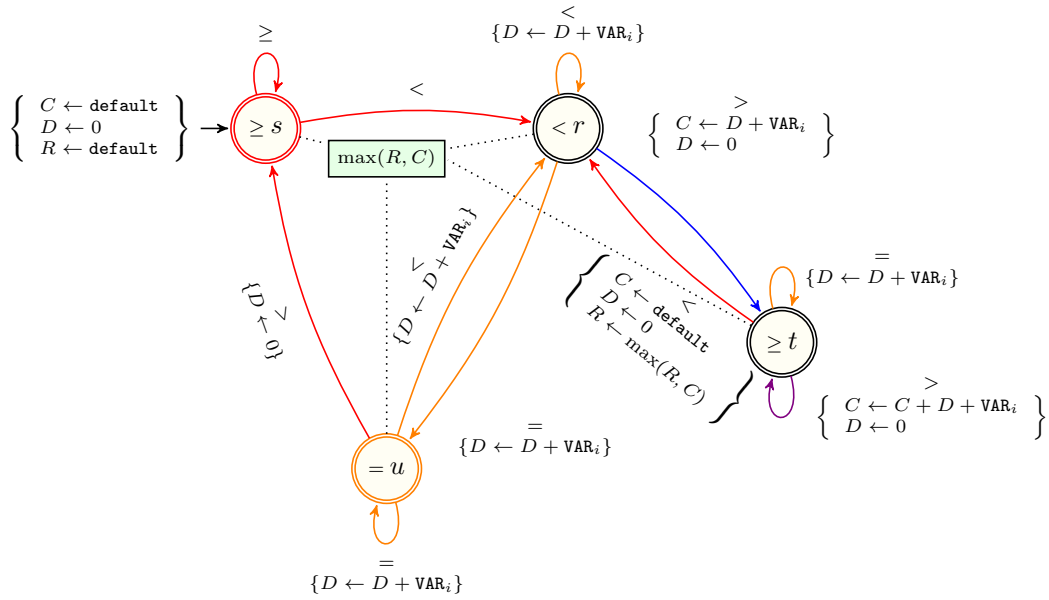 ≥
<
{D ← D + VAR_i}
C ← default
D ← 0
R ← default
≥ s
<
< r
>
C ← D + VAR_i
D ← 0
max(R, C)
<
{D ← D + VAR_i}
=
{D ← D + VAR_i}
>
{D ← 0}
<
C ← default
D ← 0
R ← max(R, C)
≥ t
>
C ← C + D + VAR_i
D ← 0
=
{D ← D + VAR_i}
= u
=
{D ← D + VAR_i}